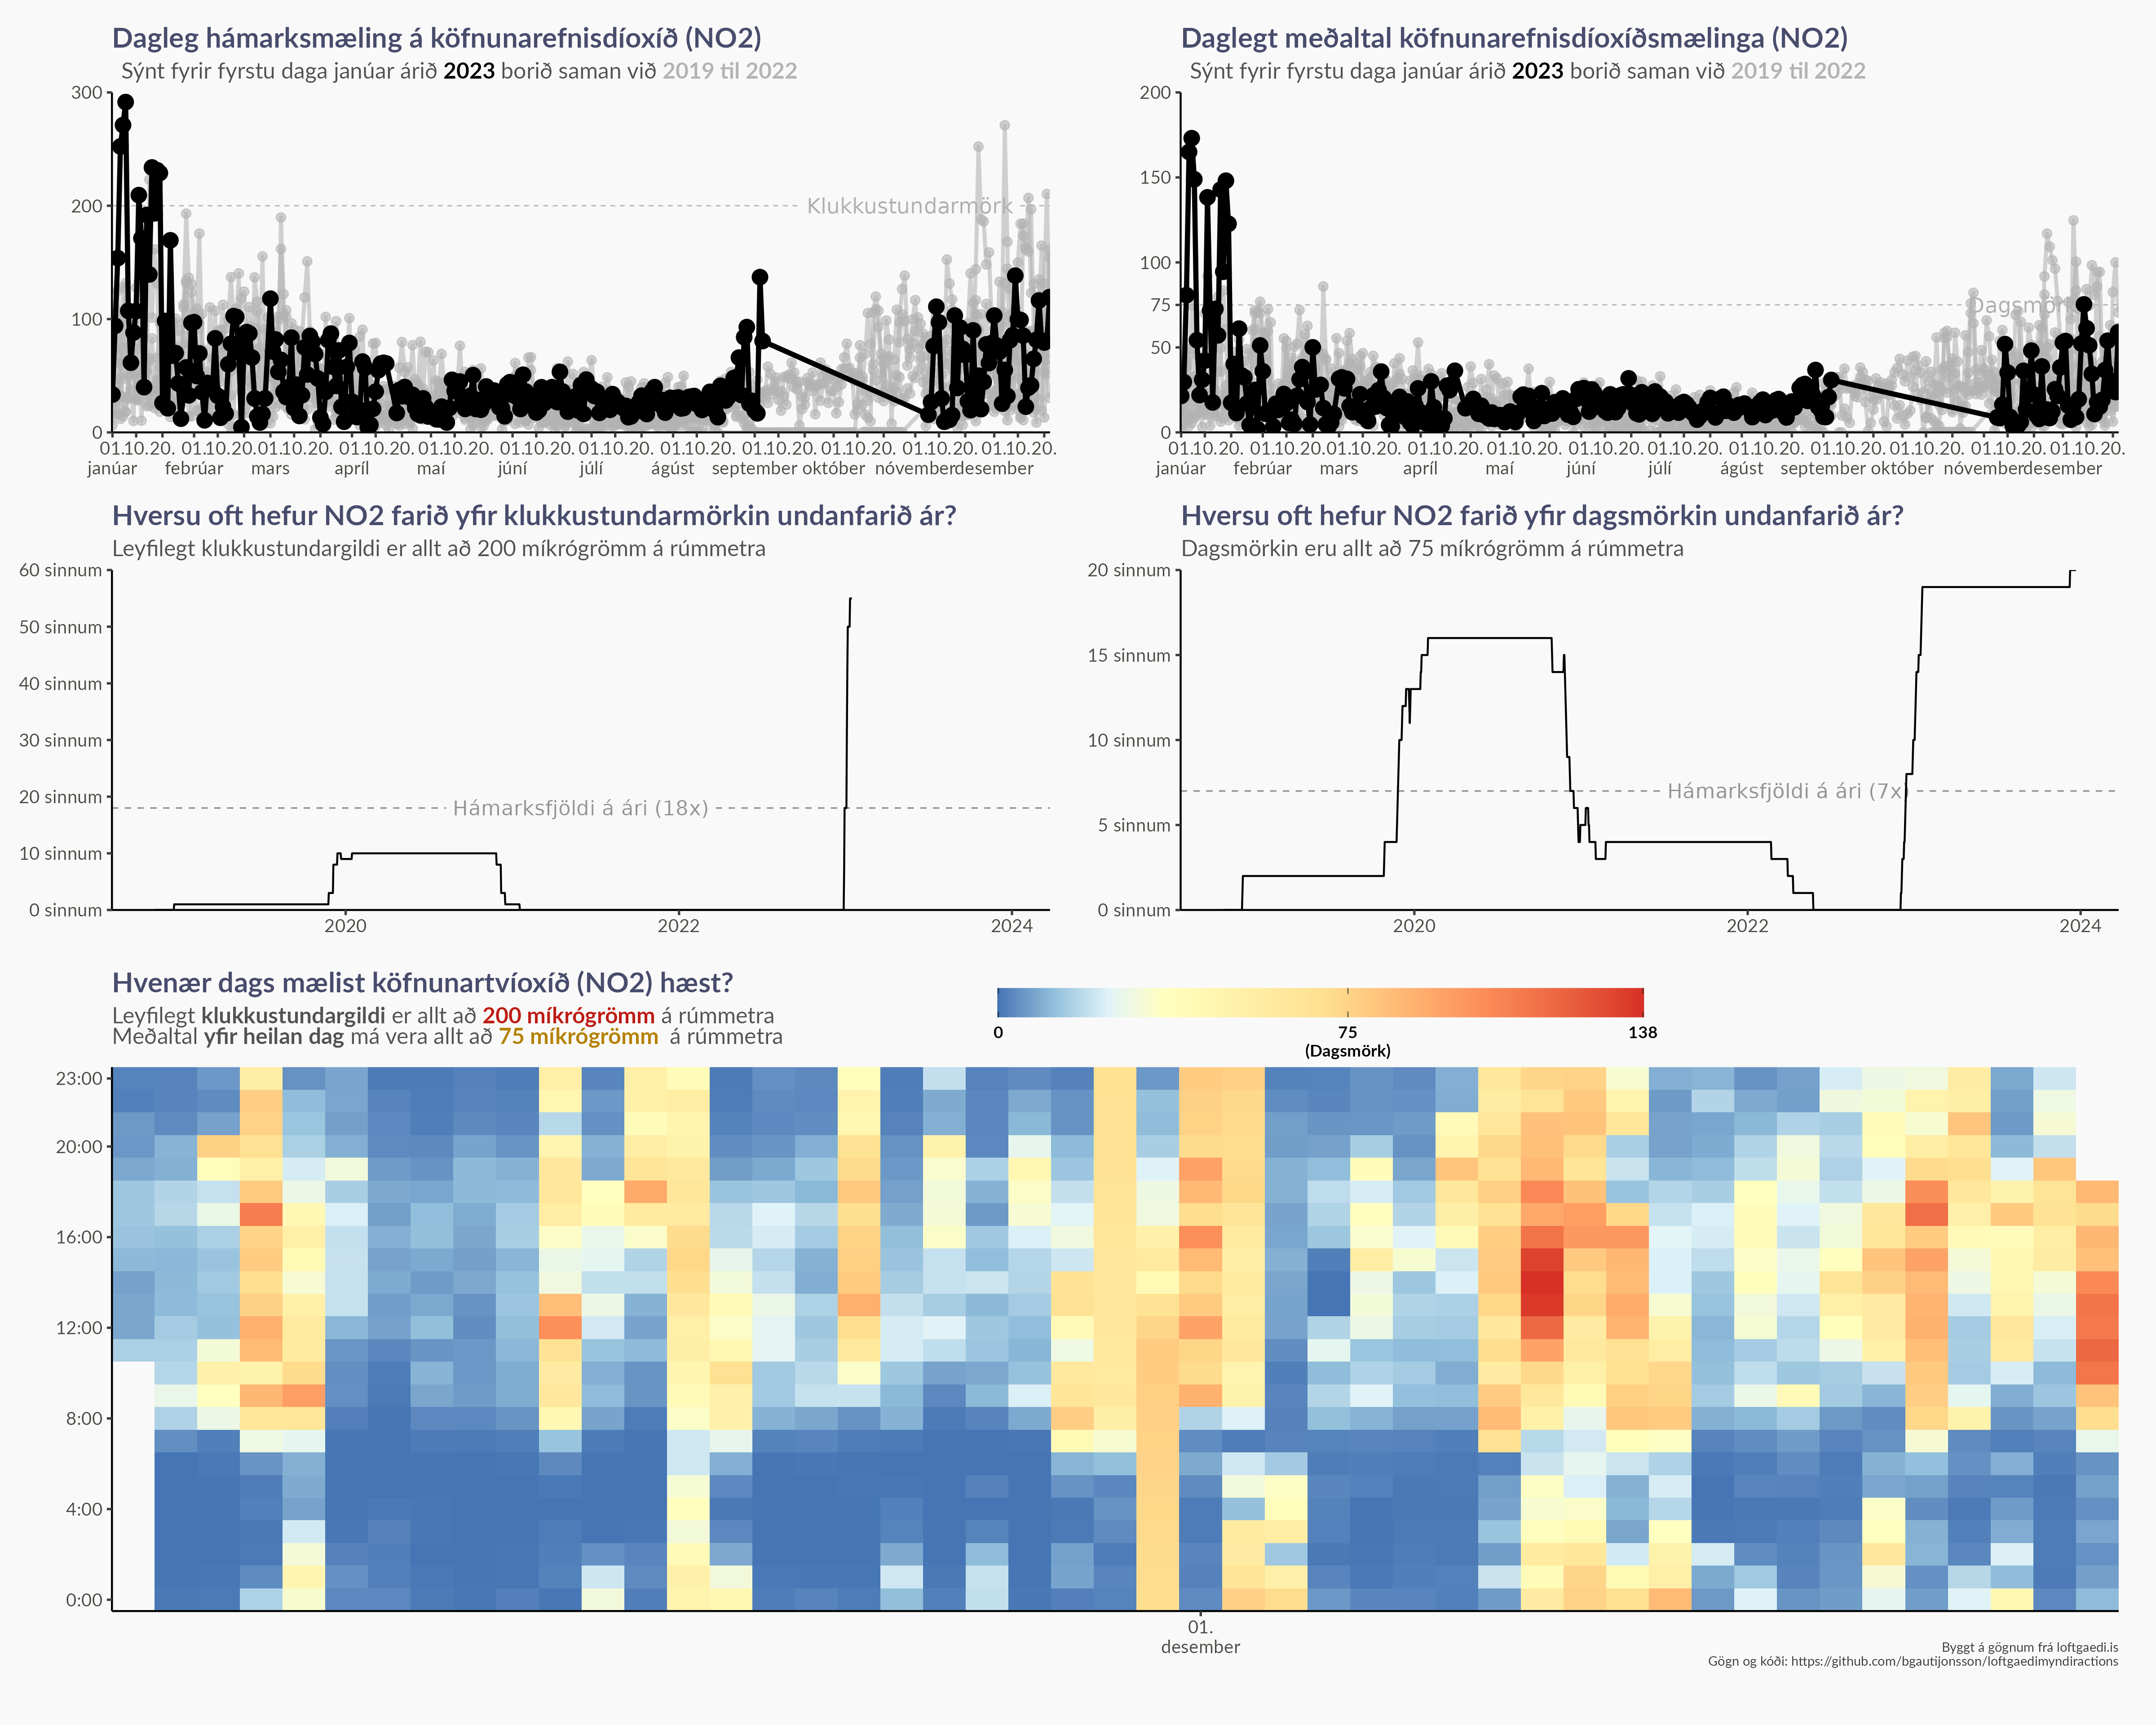 Dagleg hámarksmæling á köfnunarefnisdíoxíð (NO2)
Sýnt fyrir fyrstu daga janúar árið 2023 borið saman við 2019 til 2022
300
200
100
0
Klukkustundarmörk
01.10.20. 01.10.20. 01.10.20. 01.10.20. 01.10.20. 01.10.20. 01.10.20. 01.10.20. 01.10.20. 01.10.20. 01.10.20. 01.10.20.
janúar febrúar mars apríl maí júní júlí ágúst september október nóvember desember
Daglegt meðaltal köfnunarefnisdíoxíðsmælinga (NO2)
Sýnt fyrir fyrstu daga janúar árið 2023 borið saman við 2019 til 2022
200
150
100
75
50
0
01.10.20. 01.10.20. 01.10.20. 01.10.20. 01.10.20. 01.10.20. 01.10.20. 01.10.20. 01.10.20. 01.10.20. 01.10.20. 01.10.20.
janúar febrúar mars apríl maí júní júlí ágúst september október nóvember desember
Hversu oft hefur NO2 farið yfir klukkustundarmörkin undanfarið ár?
Leyfilegt klukkustundargildi er allt að 200 míkrógrömm á rúmmetra
60 sinnum
50 sinnum
40 sinnum
30 sinnum
20 sinnum
10 sinnum
0 sinnum
Hámarksfjöldi á ári (18x)
2020 2022 2024
Hversu oft hefur NO2 farið yfir dagsmörkin undanfarið ár?
Dagsmörkin eru allt að 75 míkrógrömm á rúmmetra
20 sinnum
15 sinnum
10 sinnum
5 sinnum
0 sinnum
Hámarksfjöldi á ári (7x)
2020 2022 2024
Hvenær dags mælist köfnunartvíoxíð (NO2) hæst?
Leyfilegt klukkustundargildi er allt að 200 míkrógrömm á rúmmetra
Meðaltal yfir heilan dag má vera allt að 75 míkrógrömm á rúmmetra
0 75 138
(Dagsmörk)
23:00
20:00
16:00
12:00
8:00
4:00
0:00
01.
desember
Byggt á gögnum frá loftgaedi.is
Gögn og kóði: https://github.com/bgautijonsson/loftgaedimyndiractions